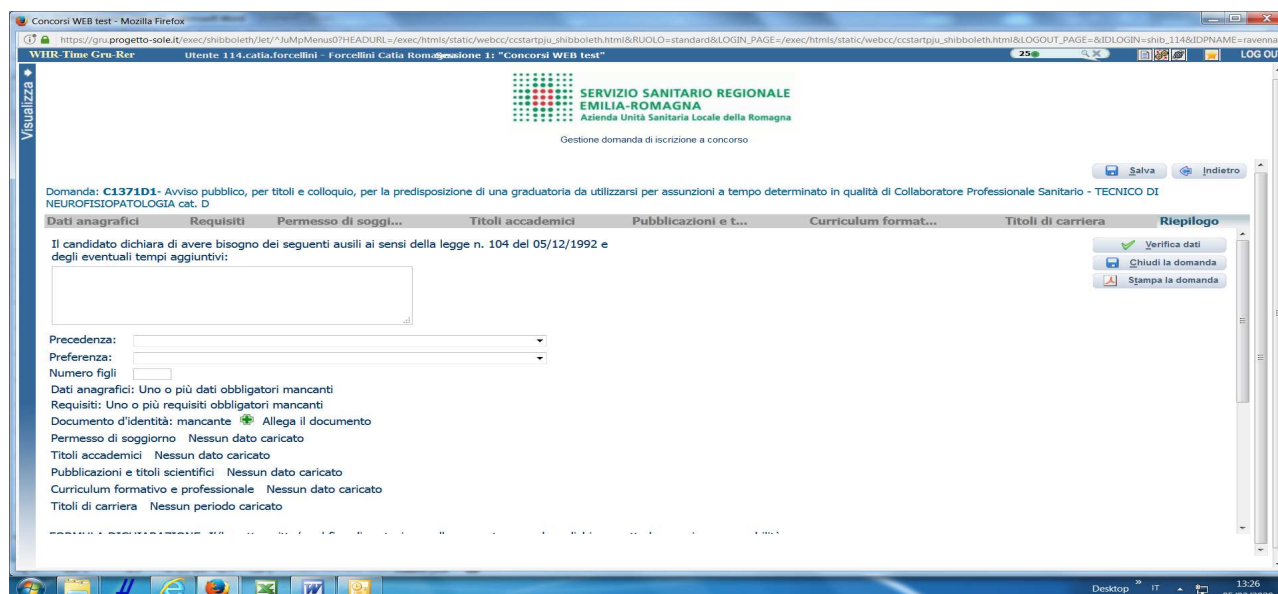 Concorsi WEB test - Mozilla Firefox
https://gru.progetto-sole.it/exec/shibboleth/Jet/^JuMpMenus0?HEADURL=/exec/htmls/static/webcc/ccstartpju_shibboleth.html&RUOLO=standard&LOGIN_PAGE=/exec/htmls/static/webcc/ccstartpju_shibboleth.html&LOGOUT_PAGE=&IDLOGIN=shib_114&IDPNAME=ravenna
WHR-Time Gru-Rer Utente 114.catia.forcellini - Forcellini Catia 1: "Concorsi WEB test" 25 LOG OU
Visualizza
SERVIZIO SANITARIO REGIONALE
EMILIA-ROMAGNA
Azienda Unità Sanitaria Locale della Romagna
Gestione domanda di iscrizione a concorso
Salva Indietro
Domanda: C1371D1- Avviso pubblico, per titoli e colloquio, per la predisposizione di una graduatoria da utilizzarsi per assunzioni a tempo determinato in qualità di Collaboratore Professionale Sanitario - TECNICO DI
NEUROFISIOPATOLOGIA cat. D
Dati anagrafici Requisiti Permesso di soggi... Titoli accademici Pubblicazioni e t... Curriculum format... Titoli di carriera Riepilogo
Il candidato dichiara di avere bisogno dei seguenti ausili ai sensi della legge n. 104 del 05/12/1992 e
degli eventuali tempi aggiuntivi:
Verifica dati
Chiudi la domanda
Stampa la domanda
Precedenza:
Preferenza:
Numero figli
Dati anagrafici: Uno o più dati obbligatori mancanti
Requisiti: Uno o più requisiti obbligatori mancanti
Documento d'identità: mancante Allega il documento
Permesso di soggiorno Nessun dato caricato
Titoli accademici Nessun dato caricato
Pubblicazioni e titoli scientifici Nessun dato caricato
Curriculum formativo e professionale Nessun dato caricato
Titoli di carriera Nessun periodo caricato
Desktop » IT 13:26